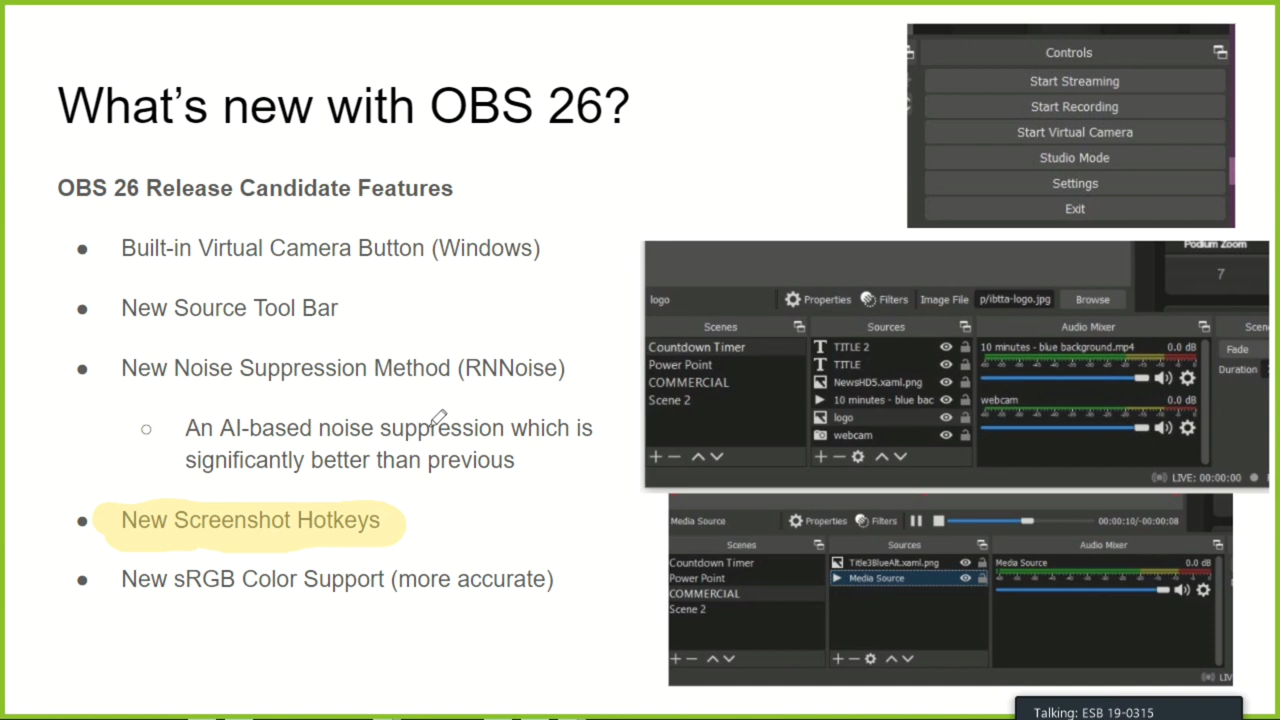 What's new with OBS 26?
OBS 26 Release Candidate Features
● Built-in Virtual Camera Button (Windows)
● New Source Tool Bar
● New Noise Suppression Method (RNNoise)
○ An AI-based noise suppression which is
significantly better than previous
● New Screenshot Hotkeys
● New sRGB Color Support (more accurate)
Controls
Start Streaming
Start Recording
Start Virtual Camera
Studio Mode
Settings
Exit
Podium Zoom
7
logo Properties Filters Image File p/ibtta-logo.jpg Browse
Scenes Sources Audio Mixer
Countdown Timer
Power Point
COMMERCIAL
Scene 2
TITLE 2
TITLE
NewsHD5.xaml.png
10 minutes - blue bac
logo
webcam
10 minutes - blue background.mp4 0.0 dB
webcam 0.0 dB
Fade
Duration
LIVE: 00:00:00
Media Source Properties Filters 00:00:10/-00:00:08
Scenes Sources Audio Mixer
Countdown Timer
Power Point
COMMERCIAL
Scene 2
Title3BlueAlt.xaml.png
Media Source
Media Source 0.0 dB
Talking: ESB 19-0315